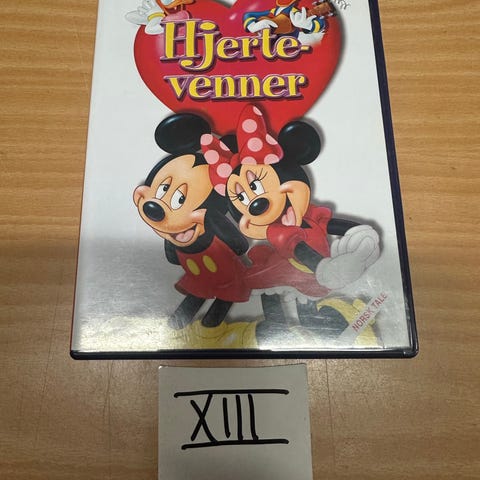 Hjerte-
venner
NORSK TALE
XIII